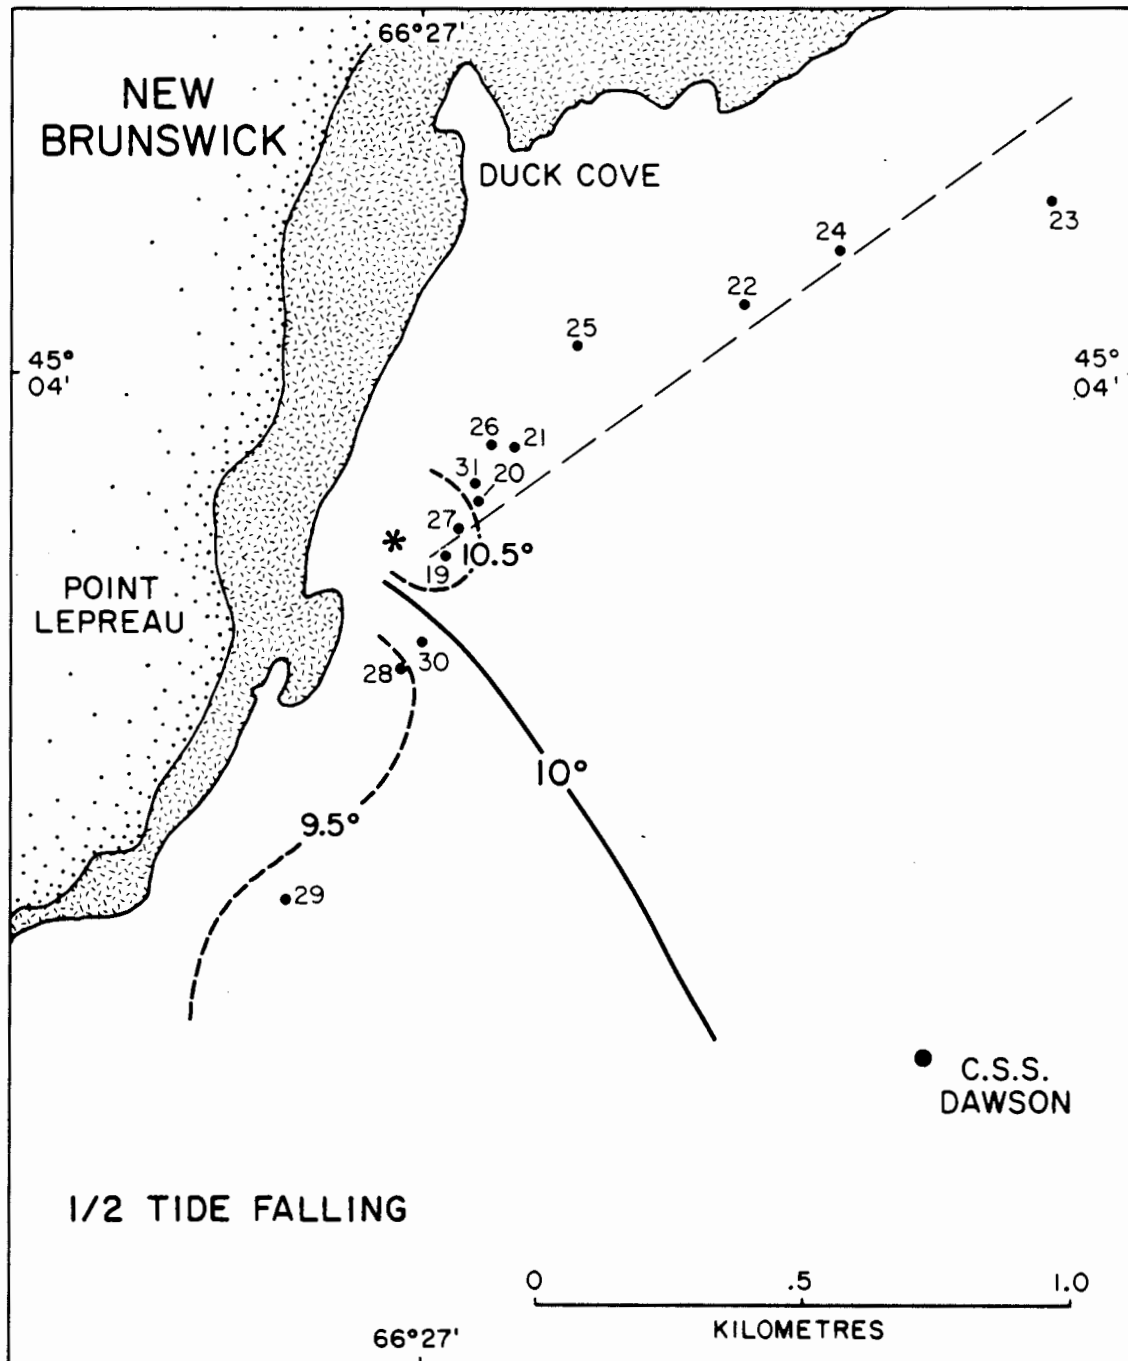 66°27'
NEW
BRUNSWICK
DUCK COVE
23
24
22
25
45°
04'
45°
04'
26
21
31
20
27
10.5°
19
POINT
LEPREAU
30
28
10°
9.5°
29
C.S.S.
DAWSON
1/2 TIDE FALLING
0 .5 1.0
KILOMETRES
66°27'